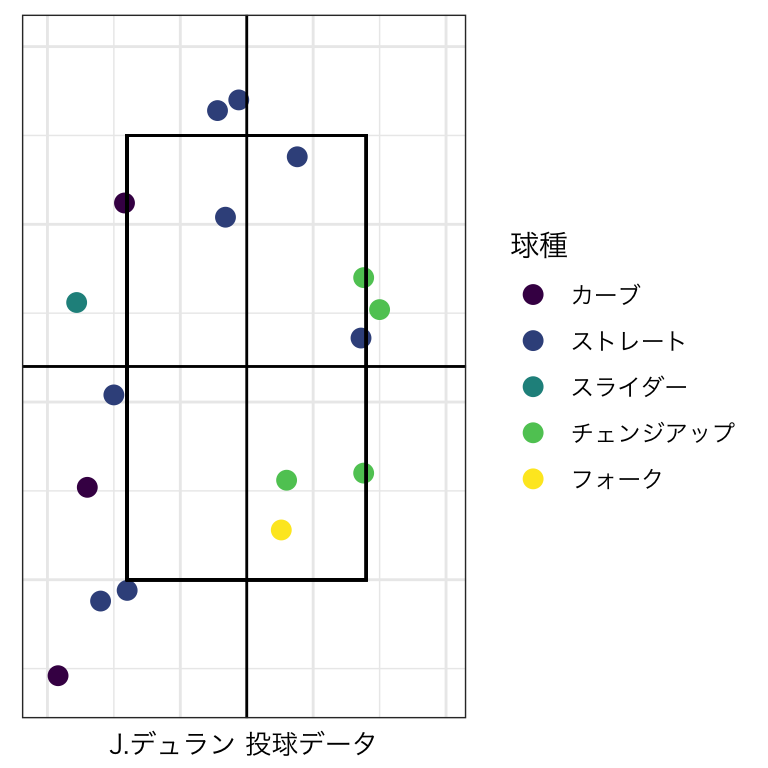 球種
カーブ
ストレート
スライダー
チェンジアップ
フォーク
J.デュラン 投球データ